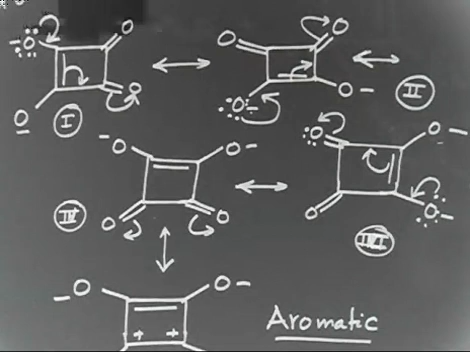 -O O O O
O I O O O - II
- O O - O O -
IV O O O O - III
- O O -
+ +
Aromatic